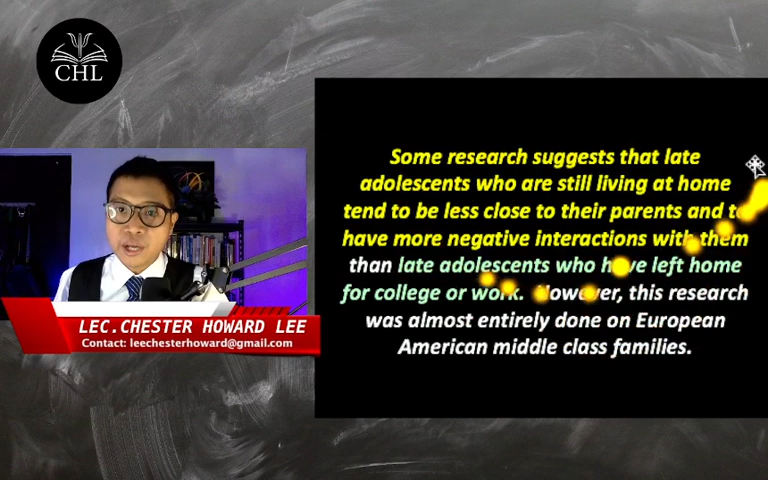 CHL
LEC.CHESTER HOWARD LEE
Contact: leechesterhoward@gmail.com
Some research suggests that late
adolescents who are still living at home
tend to be less close to their parents and to
have more negative interactions with them
than late adolescents who have left home
for college or work. However, this research
was almost entirely done on European
American middle class families.